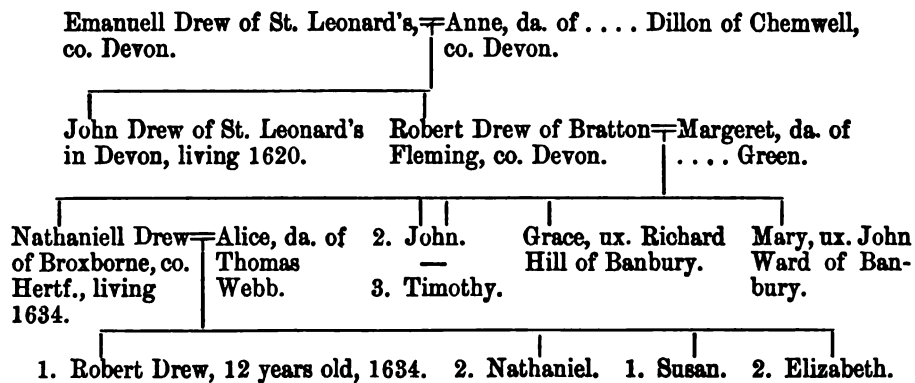 Emanuell Drew of St. Leonard's,=Anne, da. of . . . . Dillon of Chemwell,
co. Devon. co. Devon.
John Drew of St. Leonard's Robert Drew of Bratton=Margeret, da. of
in Devon, living 1620. Fleming, co. Devon. . . . . Green.
Nathaniell Drew=Alice, da. of 2. John. Grace, ux. Richard Mary, ux. John
of Broxborne, co. Thomas — Hill of Banbury. Ward of Ban-
Hertf., living Webb. 3. Timothy. bury.
1634.
1. Robert Drew, 12 years old, 1634. 2. Nathaniel. 1. Susan. 2. Elizabeth.